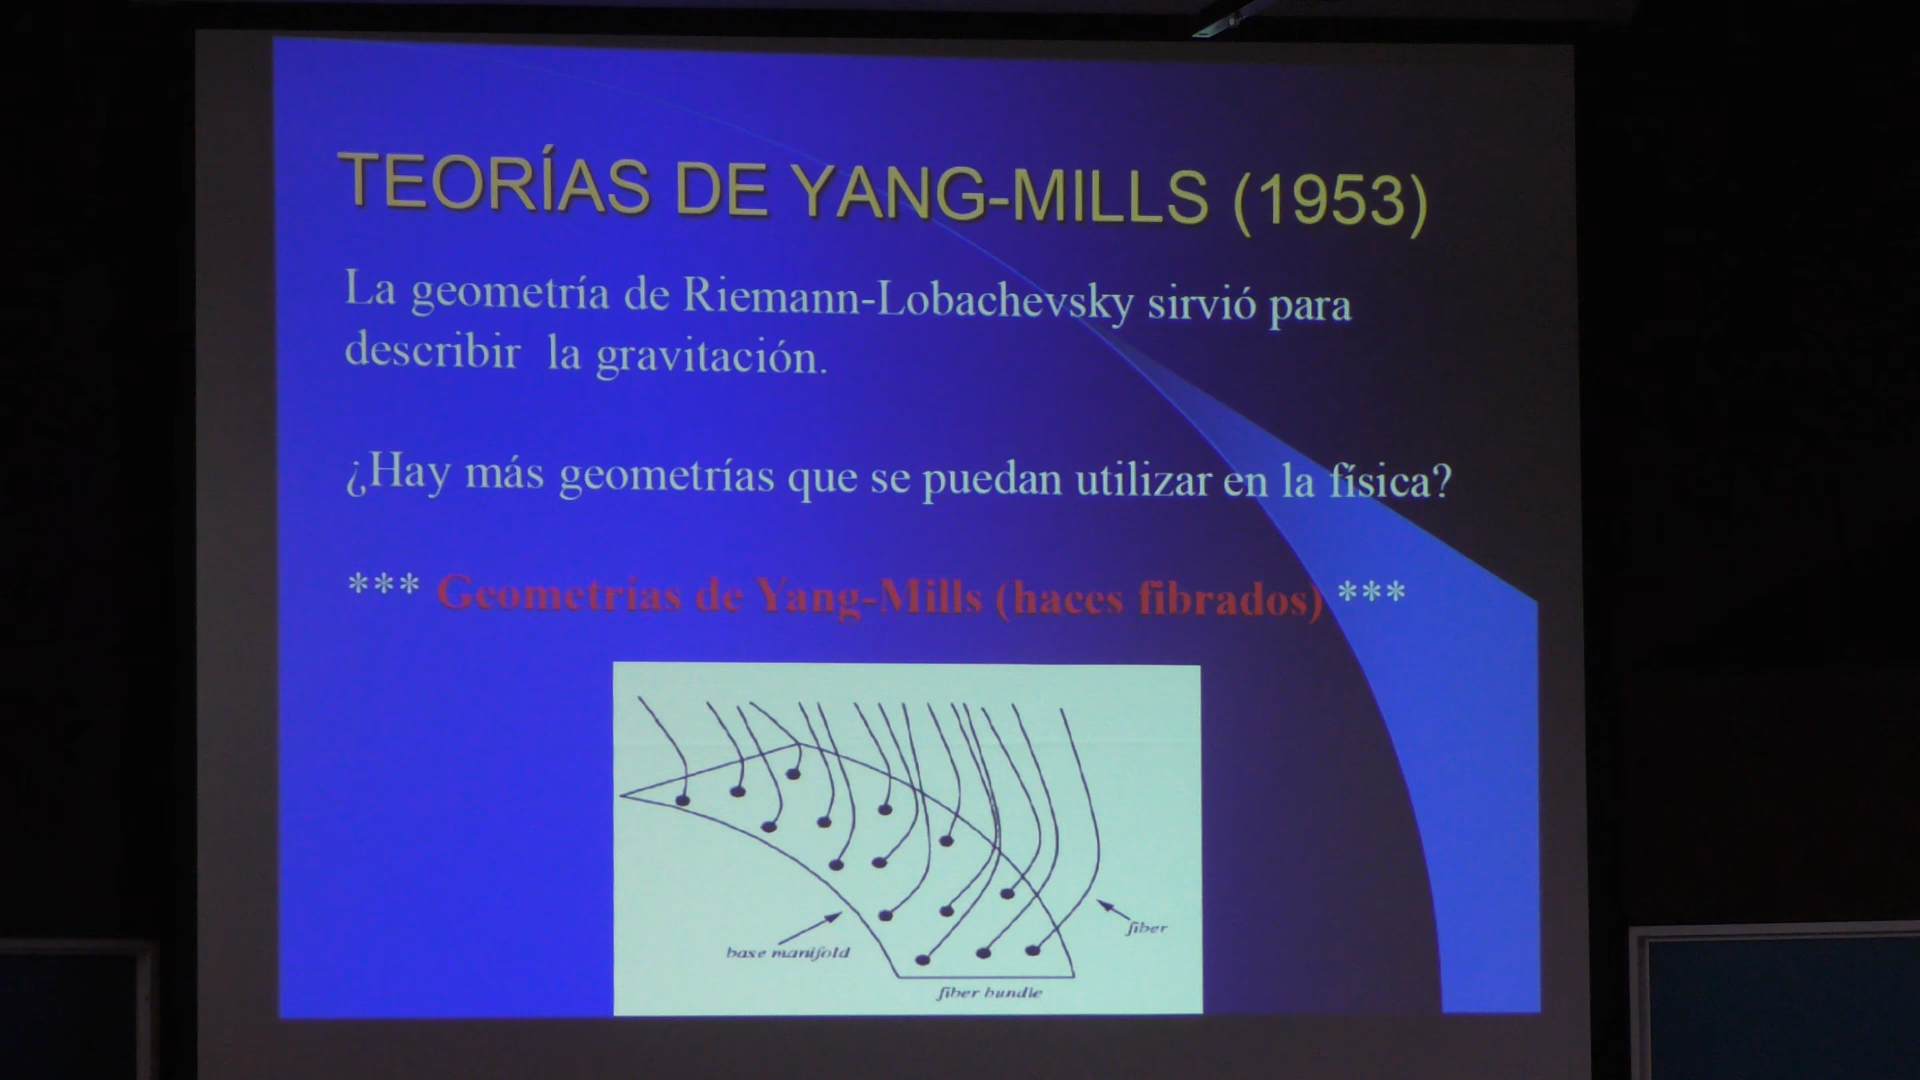 TEORÍAS DE YANG-MILLS (1953)
La geometría de Riemann-Lobachevsky sirvió para
describir la gravitación.
¿Hay más geometrías que se puedan utilizar en la física?
*** Geometrías de Yang-Mills (haces fibrados) ***
fiber
base manifold
fiber bundle